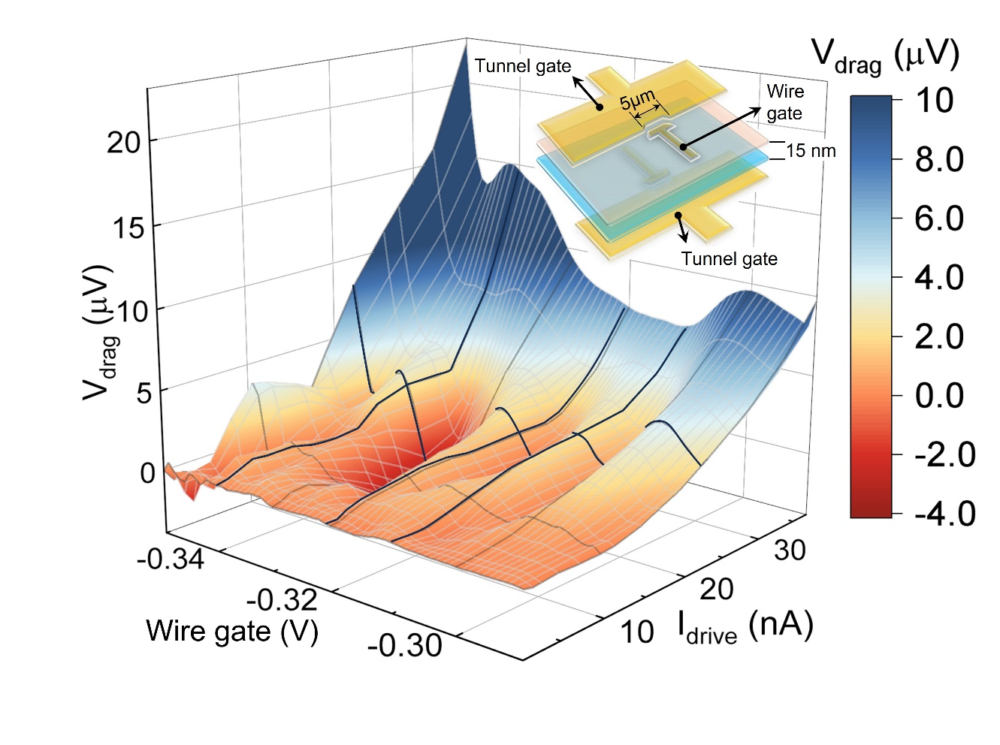 Tunnel gate
5μm
Wire
gate
15 nm
Tunnel gate
V_drag (μV)
10
8.0
6.0
4.0
2.0
0.0
-2.0
-4.0
V_drag (μV)
20
15
10
5
0
-0.34
-0.32
-0.30
Wire gate (V)
10
20
30
I_drive (nA)